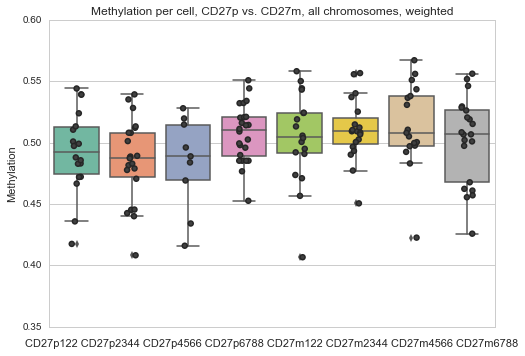 Methylation per cell, CD27p vs. CD27m, all chromosomes, weighted
0.60
0.55
0.50
0.45
0.40
0.35
Methylation
CD27p122 CD27p2344 CD27p4566 CD27p6788 CD27m122 CD27m2344 CD27m4566 CD27m6788